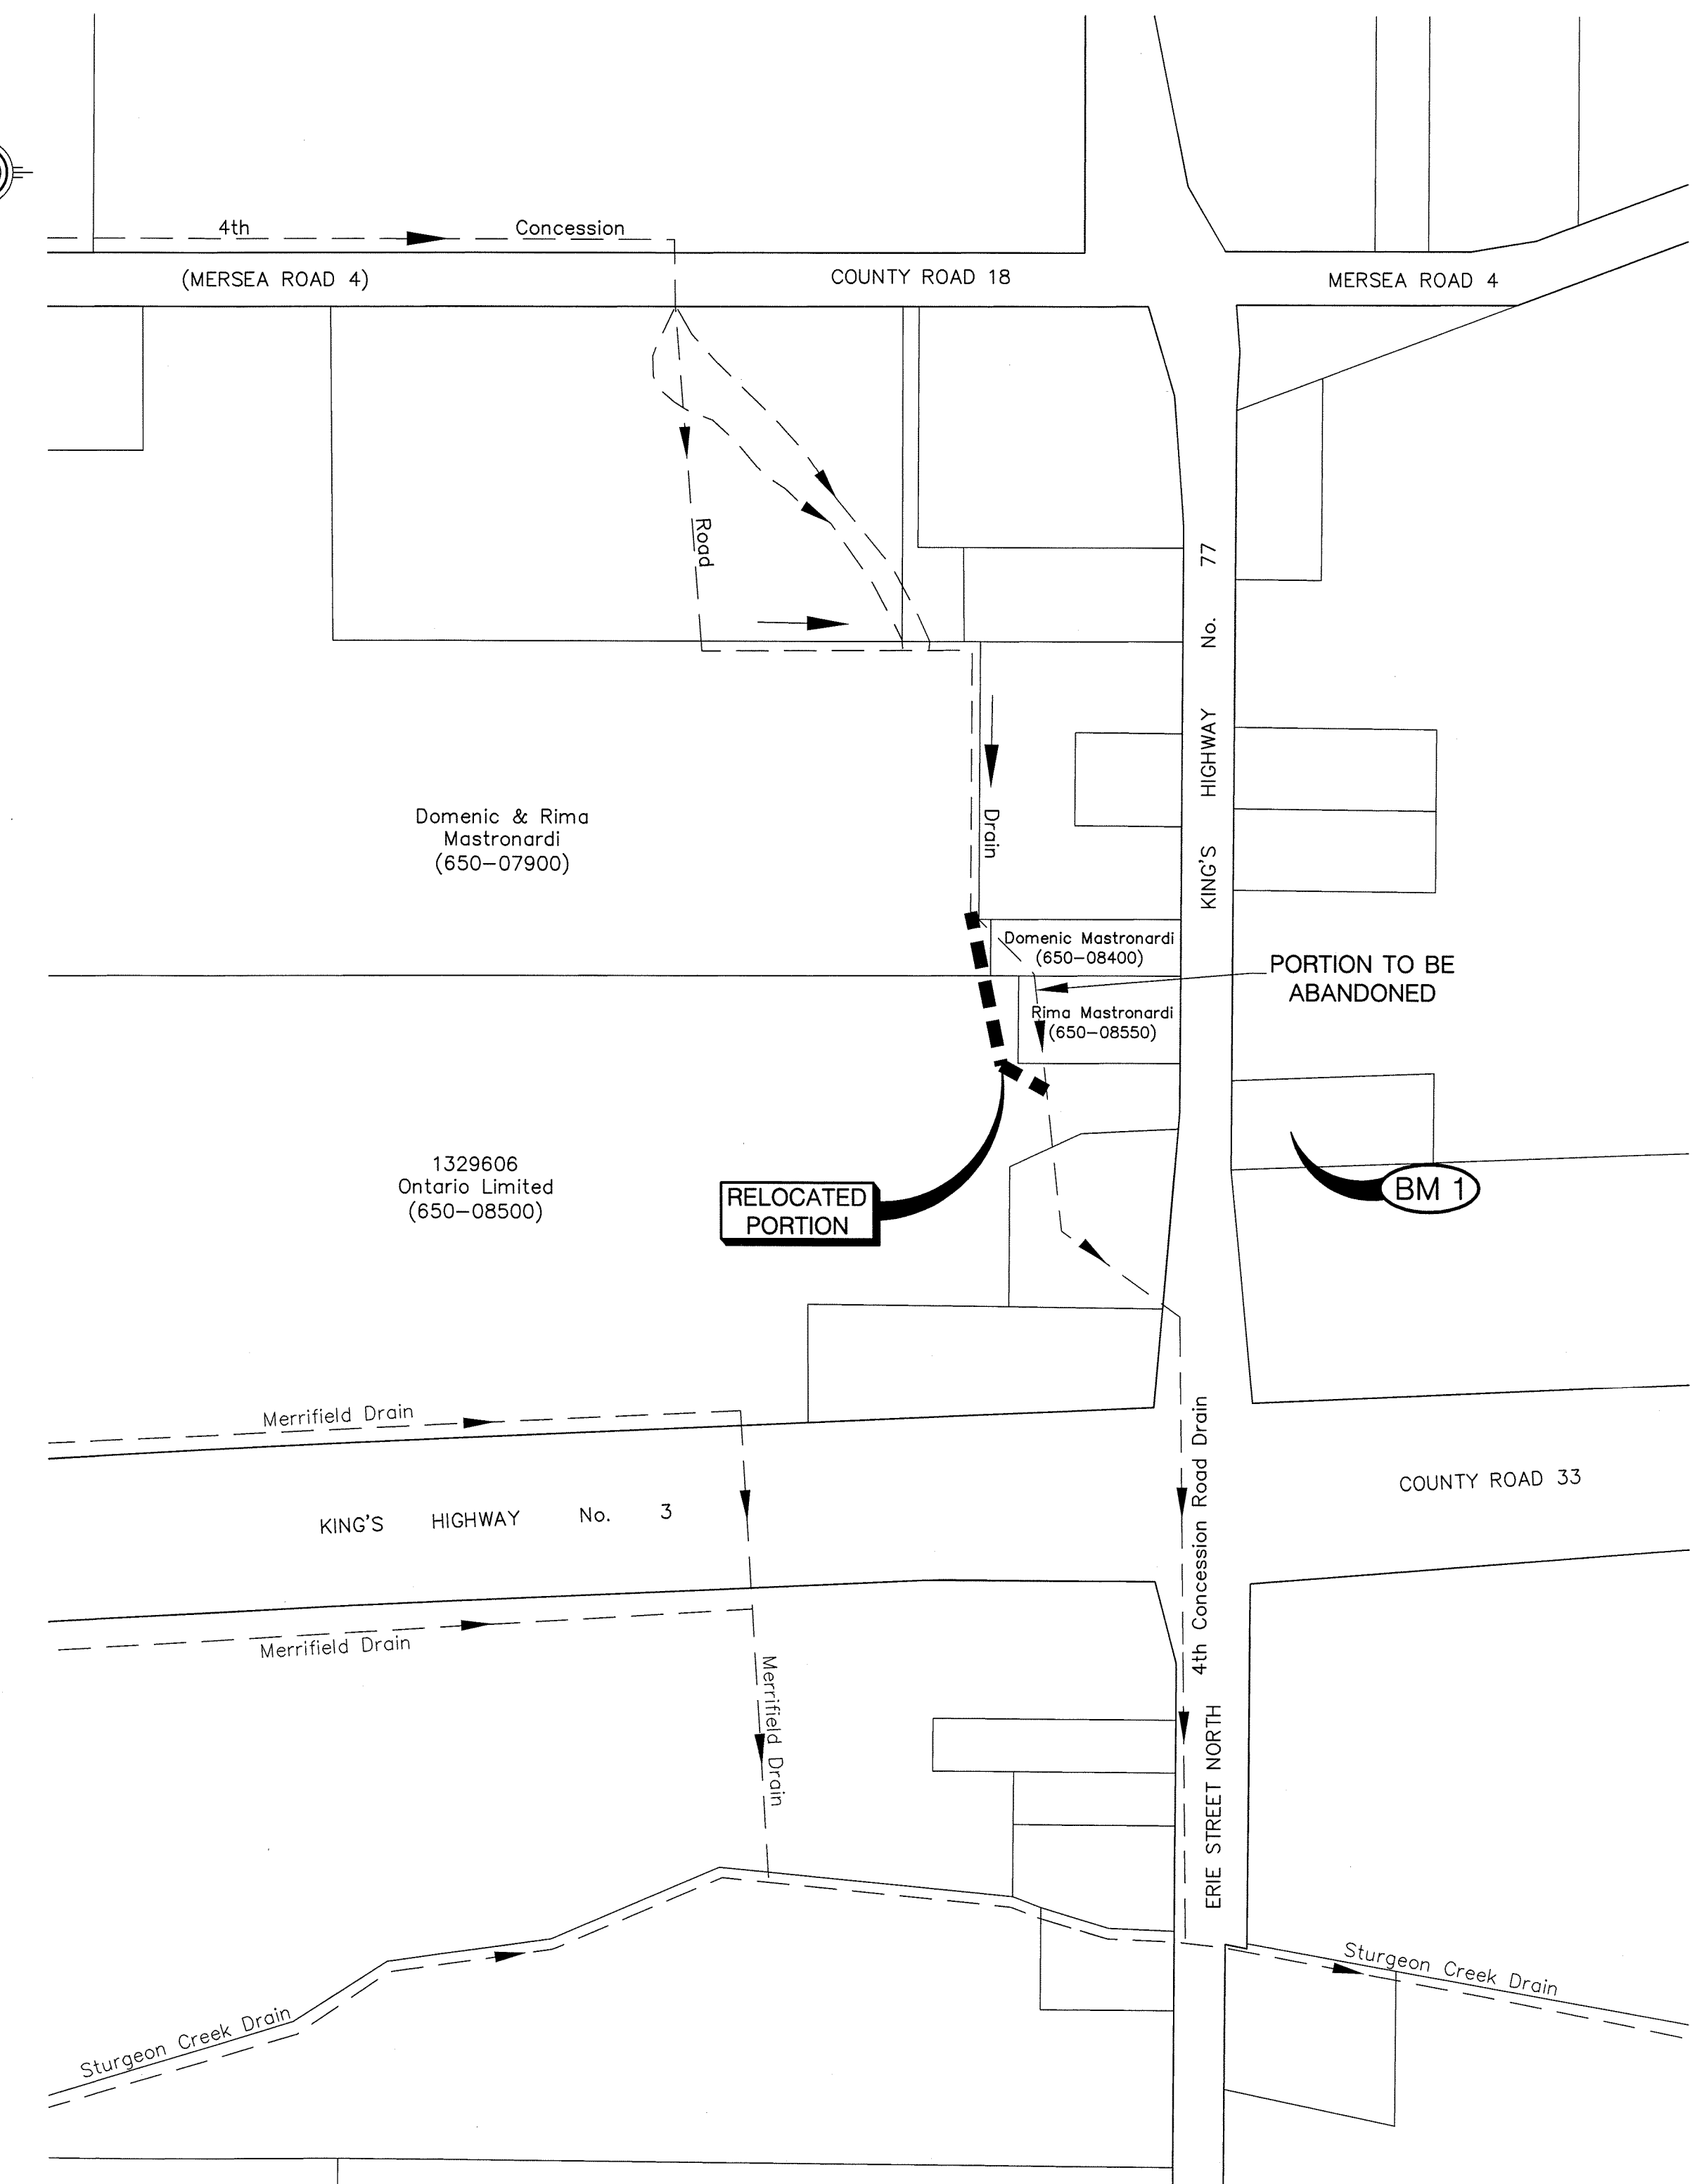 4th Concession
(MERSEA ROAD 4) COUNTY ROAD 18 MERSEA ROAD 4
Road
KING'S HIGHWAY No. 77
Drain
Domenic & Rima
Mastronardi
(650-07900)
Domenic Mastronardi
(650-08400)
PORTION TO BE
ABANDONED
Rima Mastronardi
(650-08550)
1329606
Ontario Limited
(650-08500)
RELOCATED
PORTION
BM 1
Merrifield Drain
4th Concession Road Drain
KING'S HIGHWAY No. 3
COUNTY ROAD 33
Merrifield Drain
Merrifield Drain
ERIE STREET NORTH
Sturgeon Creek Drain
Sturgeon Creek Drain